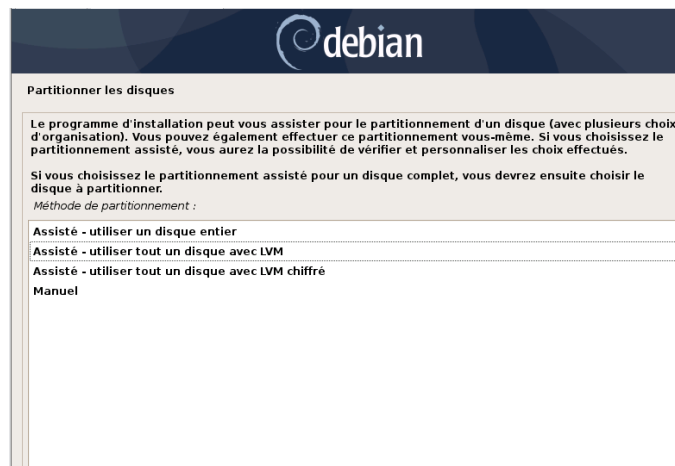 debian
Partitionner les disques
Le programme d'installation peut vous assister pour le partitionnement d'un disque (avec plusieurs choix
d'organisation). Vous pouvez également effectuer ce partitionnement vous-même. Si vous choisissez le
partitionnement assisté, vous aurez la possibilité de vérifier et personnaliser les choix effectués.
Si vous choisissez le partitionnement assisté pour un disque complet, vous devrez ensuite choisir le
disque à partitionner.
Méthode de partitionnement :
Assisté - utiliser un disque entier
Assisté - utiliser tout un disque avec LVM
Assisté - utiliser tout un disque avec LVM chiffré
Manuel